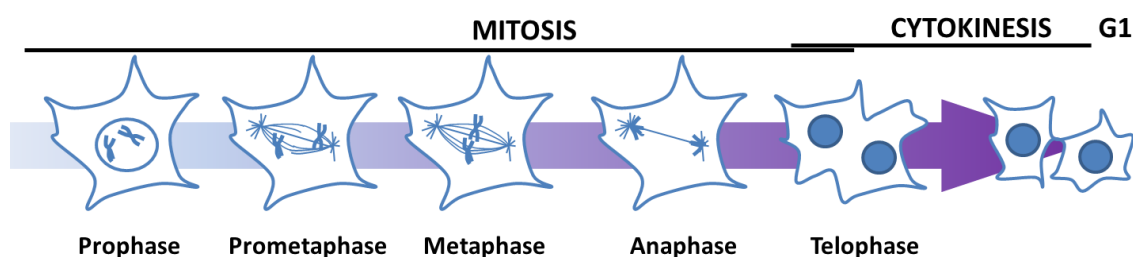 MITOSIS
CYTOKINESIS
G1
Prophase
Prometaphase
Metaphase
Anaphase
Telophase